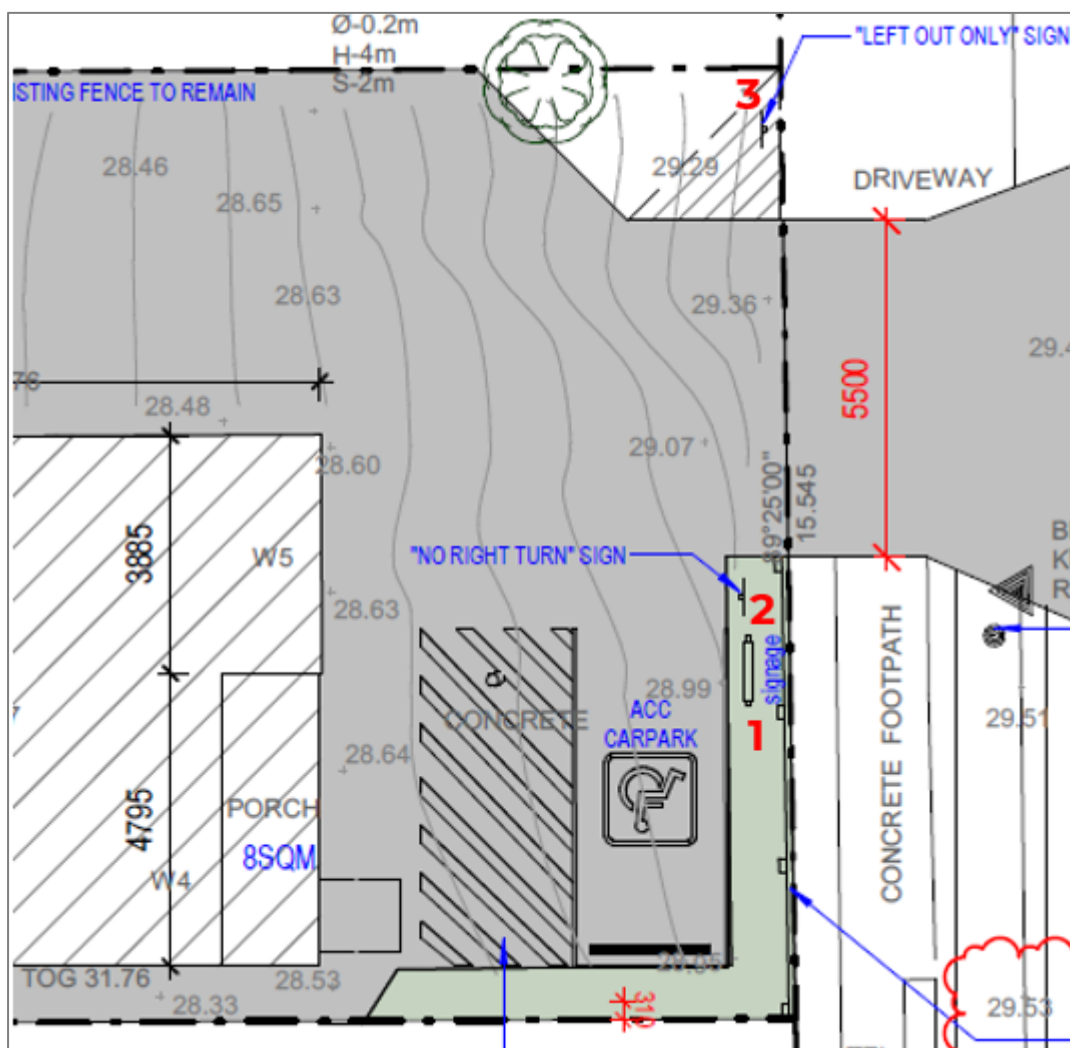 Ø-0.2m
H-4m
S-2m
"LEFT OUT ONLY" SIGN
ISTING FENCE TO REMAIN
3
28.46
29.29
DRIVEWAY
28.65
28.63
29.36
29.4
5500
28.48
28.60
29.07
89°25'00"
15.545
3885
W5
"NO RIGHT TURN" SIGN
28.63
2
signage
28.99
1
CONCRETE
ACC
CARPARK
28.64
CONCRETE FOOTPATH
29.51
4795
PORCH
8SQM
W4
TOG 31.76
28.53
28.33
310
29.53